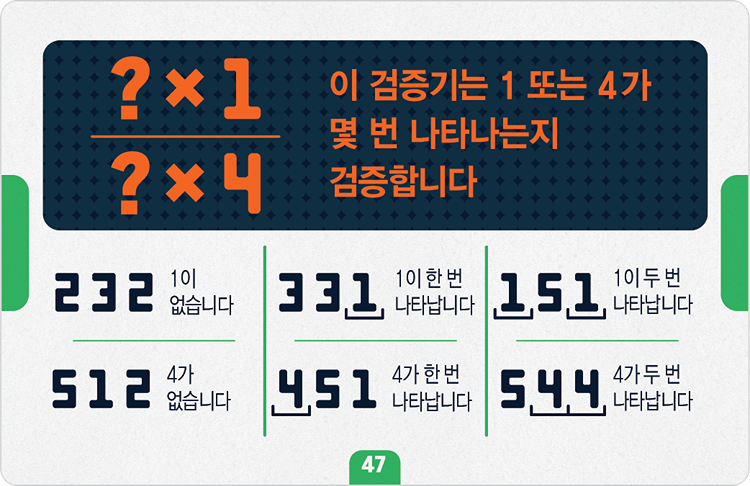 ? × 1
? × 4
이 검증기는 1 또는 4가
몇 번 나타나는지
검증합니다
232 1이
없습니다
331 1이 한 번
나타납니다
151 1이 두 번
나타납니다
512 4가
없습니다
451 4가 한 번
나타납니다
544 4가 두 번
나타납니다
47